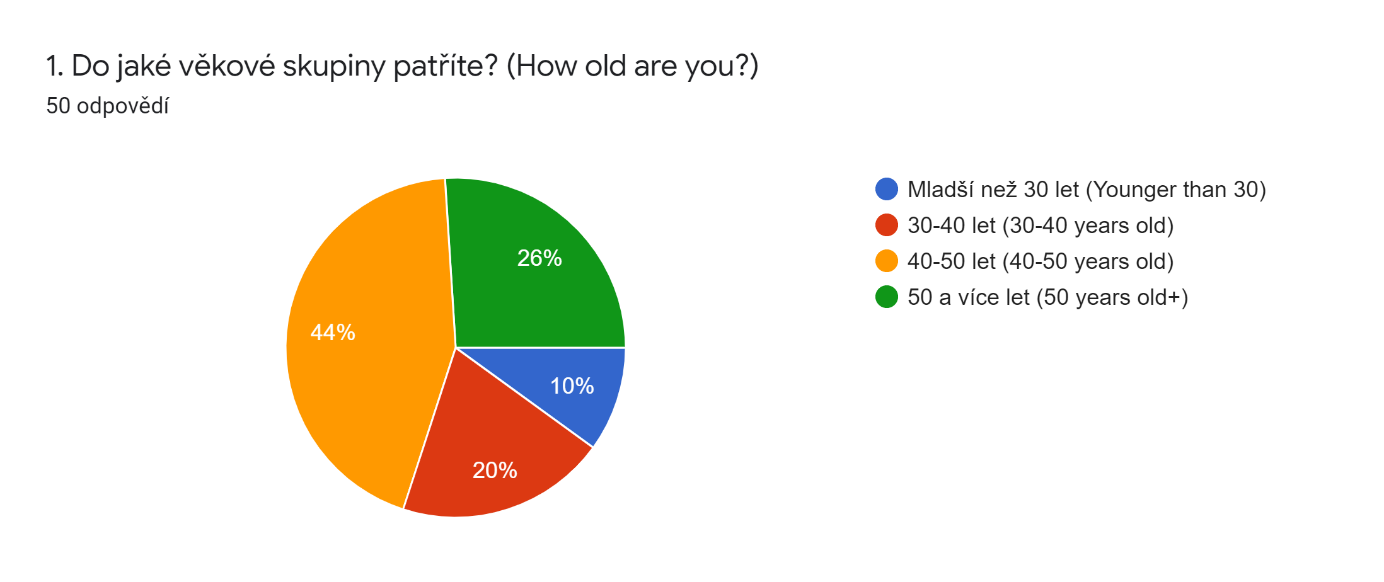 1. Do jaké věkové skupiny patříte? (How old are you?)
50 odpovědí
Mladší než 30 let (Younger than 30)
30-40 let (30-40 years old)
40-50 let (40-50 years old)
50 a více let (50 years old+)
26%
44%
10%
20%